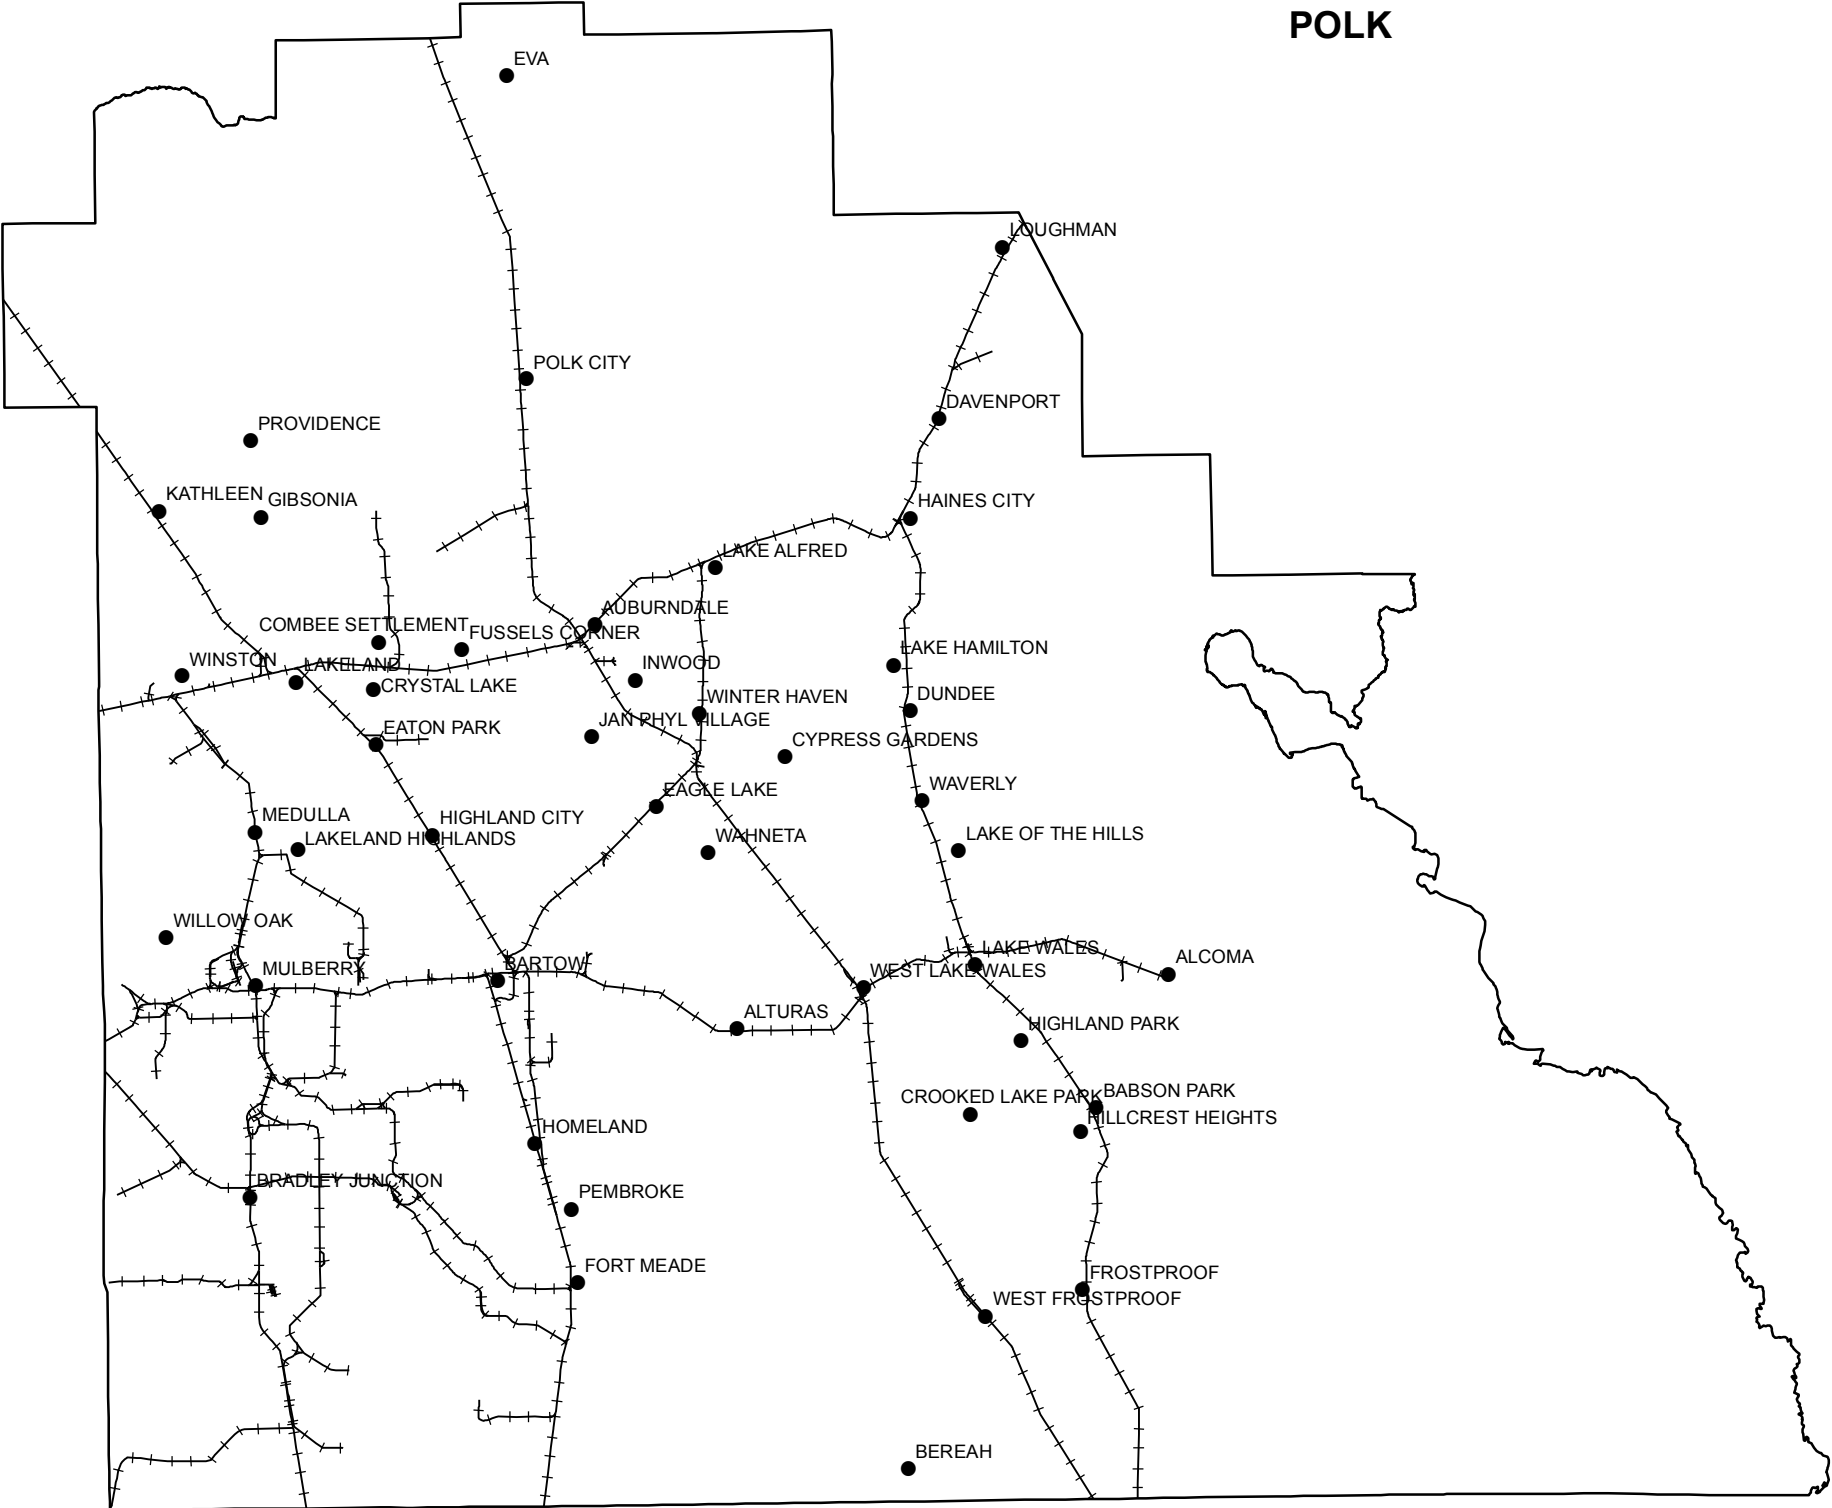 POLK
EVA
LOUGHMAN
POLK CITY
DAVENPORT
PROVIDENCE
KATHLEEN
GIBSONIA
HAINES CITY
LAKE ALFRED
AUBURNDALE
COMBEE SETTLEMENT
FUSSELS CORNER
LAKE HAMILTON
WINSTON
LAKELAND
INWOOD
CRYSTAL LAKE
WINTER HAVEN
DUNDEE
JAN PHYL VILLAGE
EATON PARK
CYPRESS GARDENS
EAGLE LAKE
WAVERLY
MEDULLA
HIGHLAND CITY
LAKELAND HIGHLANDS
WAHNETA
LAKE OF THE HILLS
WILLOW OAK
LAKE WALES
ALCOMA
MULBERRY
BARTOW
WEST LAKE WALES
ALTURAS
HIGHLAND PARK
CROOKED LAKE PARK
BABSON PARK
HILLCREST HEIGHTS
HOMELAND
BRADLEY JUNCTION
PEMBROKE
FORT MEADE
FROSTPROOF
WEST FROSTPROOF
BEREAH